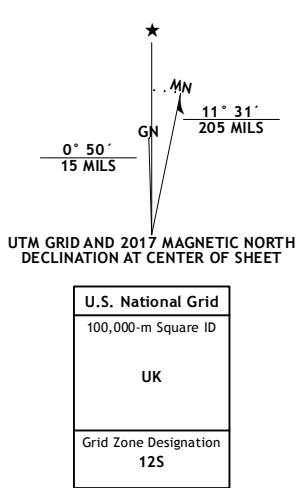 ★
MN
GN
11° 31´
205 MILS
0° 50´
15 MILS
UTM GRID AND 2017 MAGNETIC NORTH
DECLINATION AT CENTER OF SHEET
U.S. National Grid
100,000-m Square ID
UK
Grid Zone Designation
12S